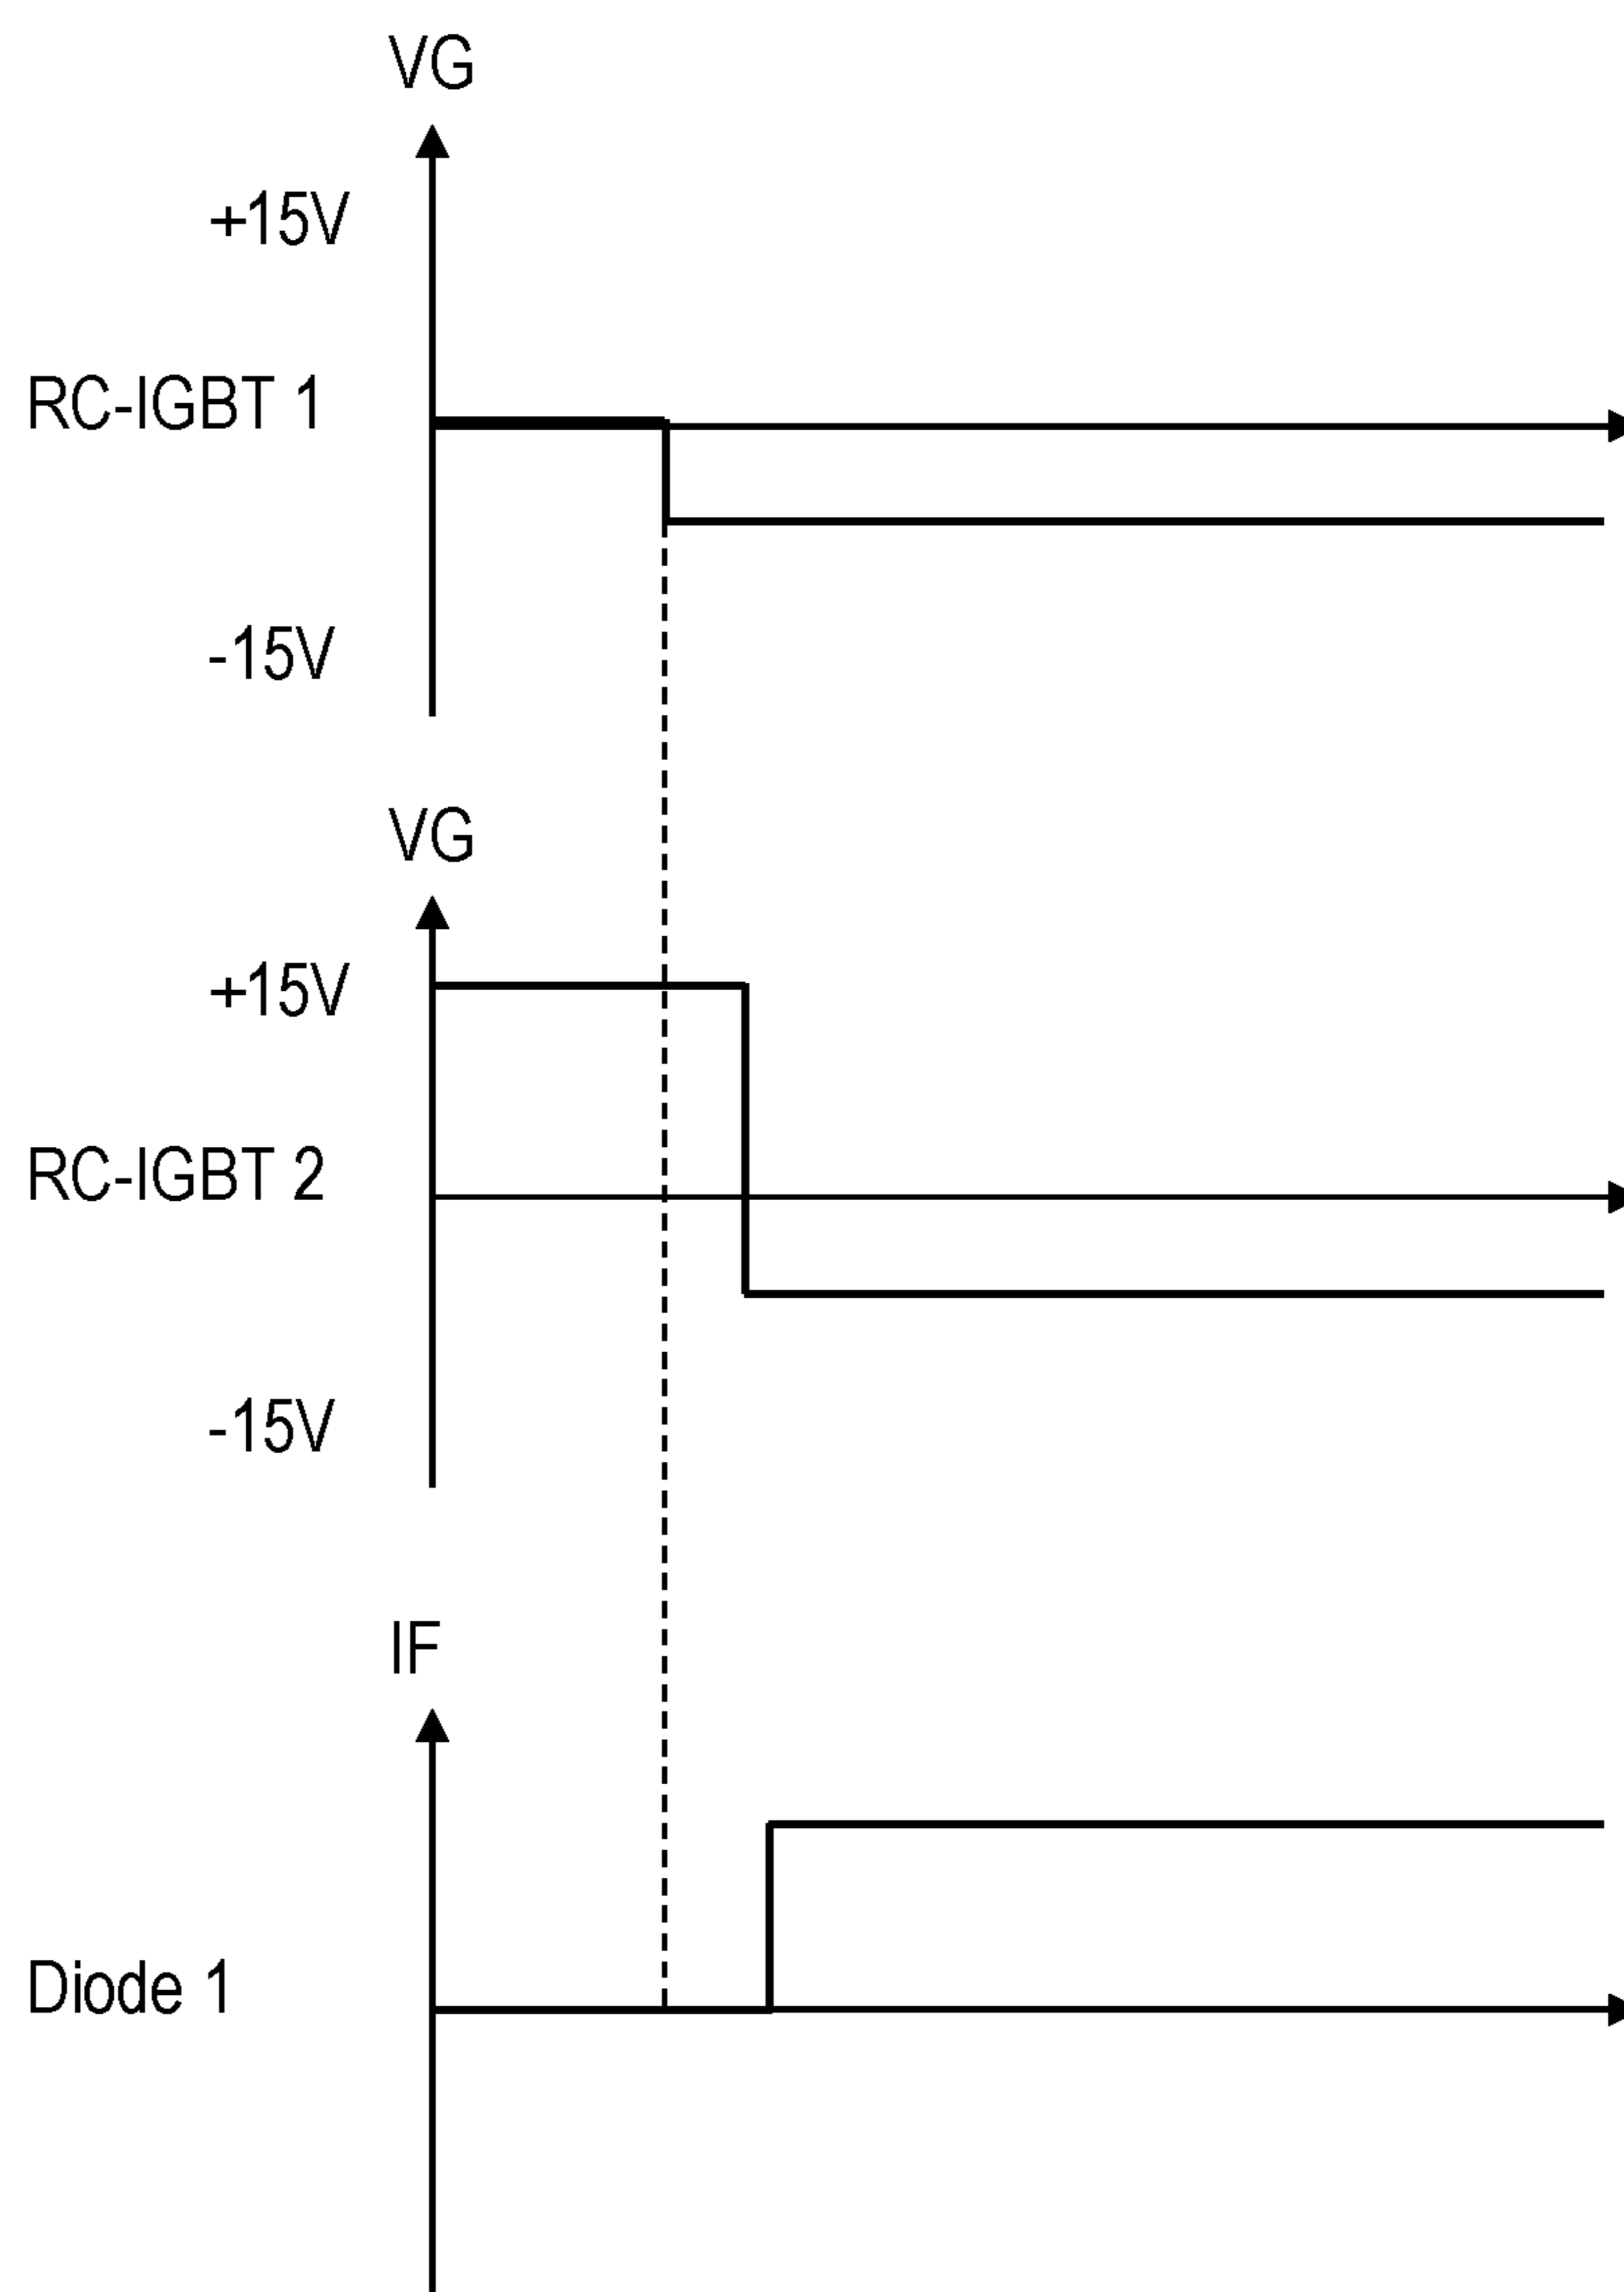 VG
+15V
RC-IGBT 1
-15V
VG
+15V
RC-IGBT 2
-15V
IF
Diode 1